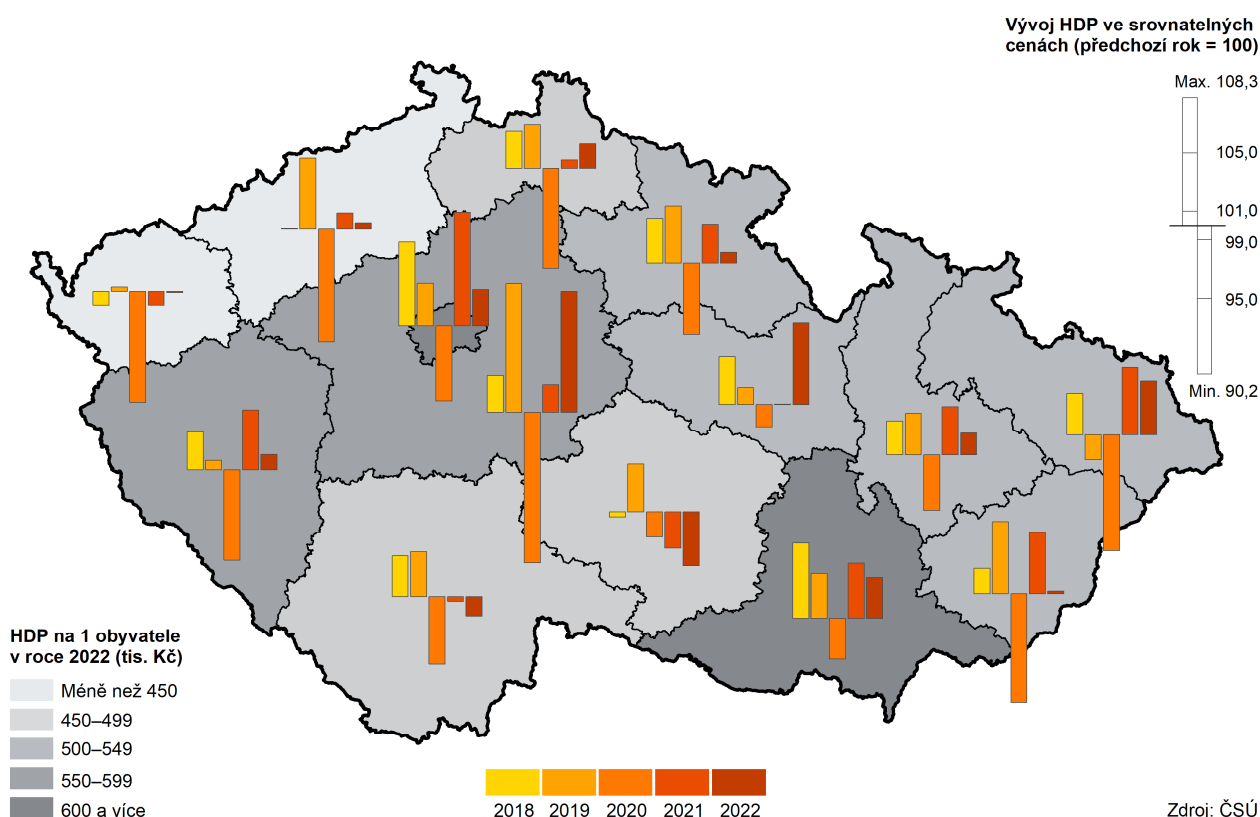 Vývoj HDP ve srovnatelných
cenách (předchozí rok = 100)
Max. 108,3
105,0
101,0
99,0
95,0
Min. 90,2
HDP na 1 obyvatele
v roce 2022 (tis. Kč)
Méně než 450
450–499
500–549
550–599
600 a více
2018 2019 2020 2021 2022
Zdroj: ČSÚ